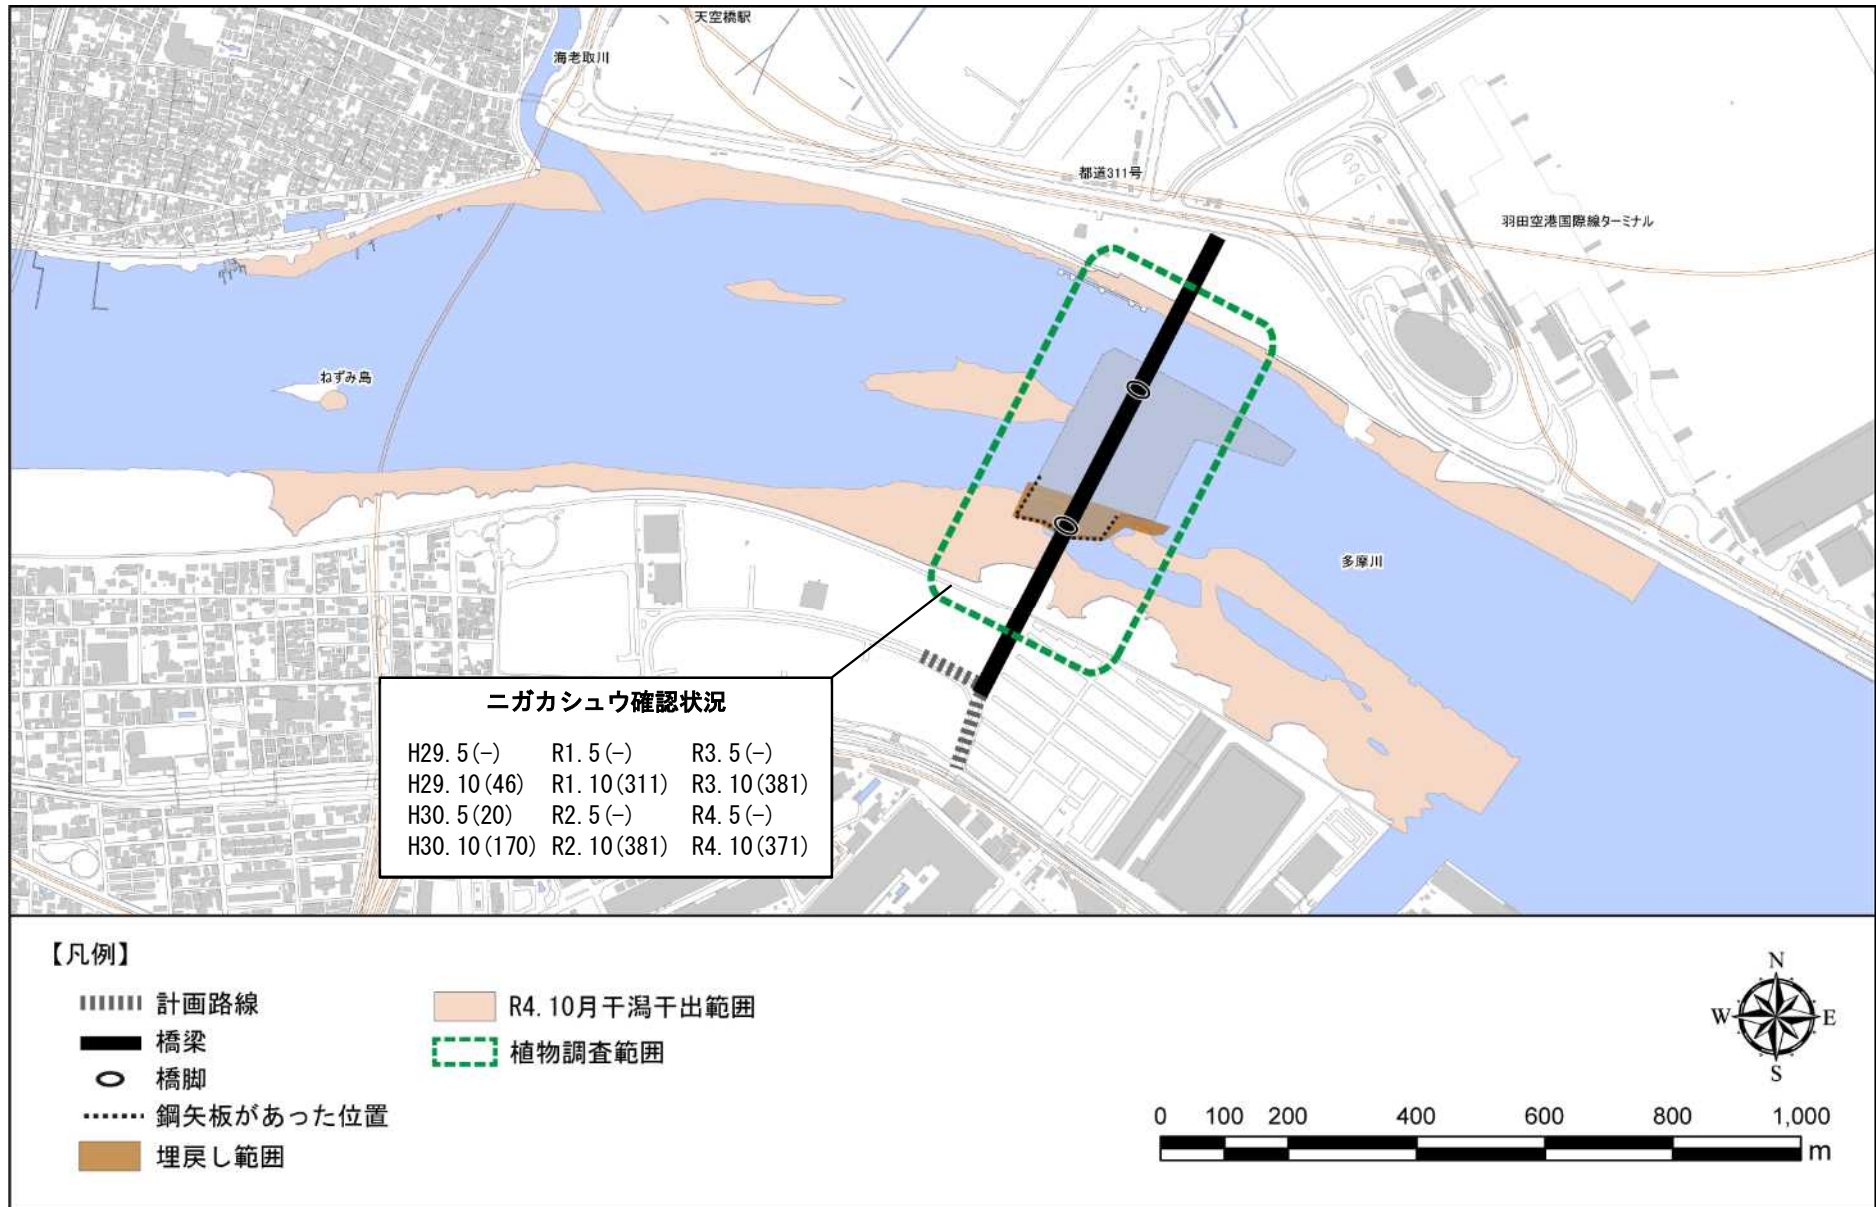 天空橋駅
海老取川
都道311号
羽田空港国際線ターミナル
ねずみ島
多摩川
ニガカシュウ確認状況
H29.5(−) R1.5(−) R3.5(−)
H29.10(46) R1.10(311) R3.10(381)
H30.5(20) R2.5(−) R4.5(−)
H30.10(170) R2.10(381) R4.10(371)
【凡例】
計画路線
橋梁
橋脚
鋼矢板があった位置
埋戻し範囲
R4.10月干潟干出範囲
植物調査範囲
N
W E
S
0 100 200 400 600 800 1,000
m